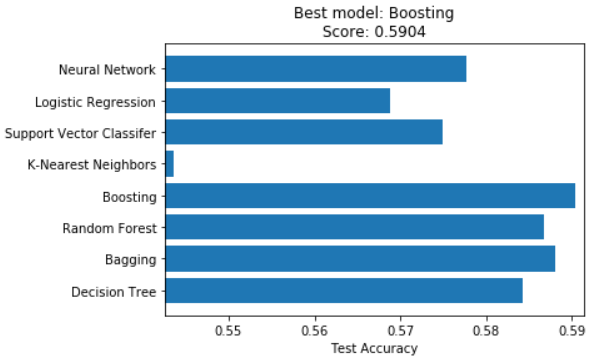 Best model: Boosting
Score: 0.5904
Neural Network
Logistic Regression
Support Vector Classifer
K-Nearest Neighbors
Boosting
Random Forest
Bagging
Decision Tree
0.55 0.56 0.57 0.58 0.59
Test Accuracy